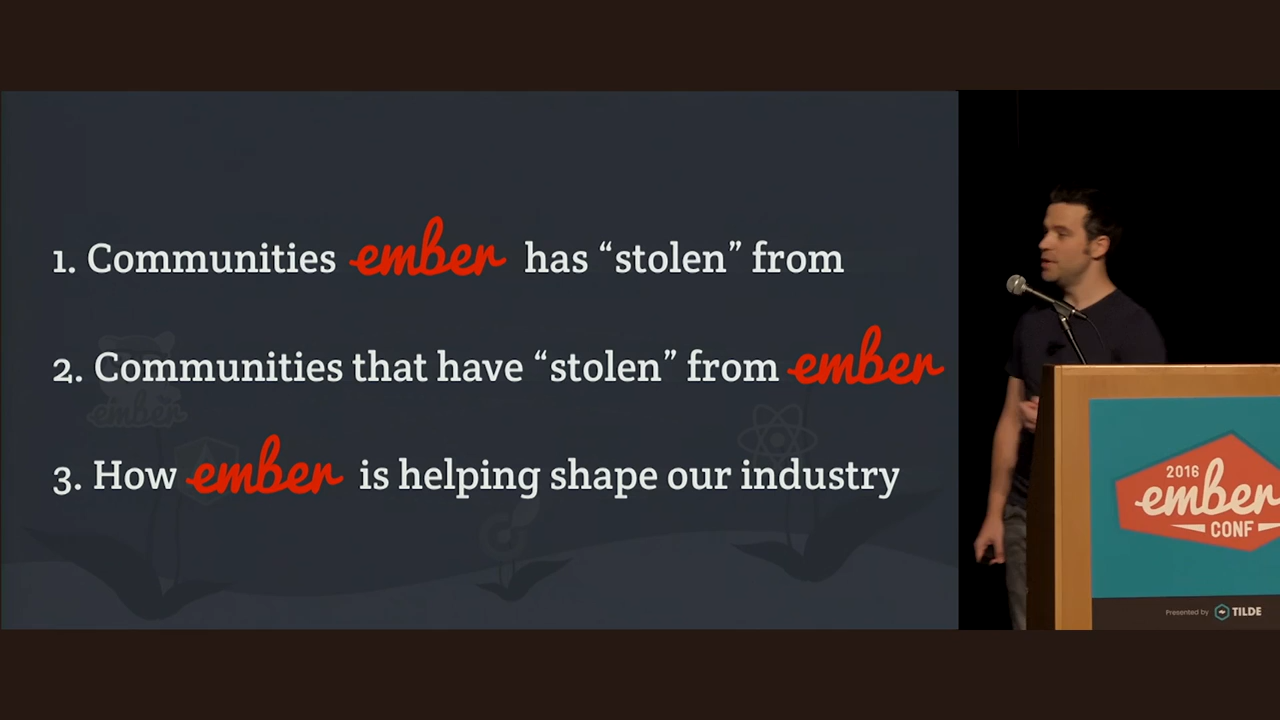 1. Communities ember has “stolen” from
2. Communities that have “stolen” from ember
3. How ember is helping shape our industry
ember
2016
ember
CONF
Presented by TILDE